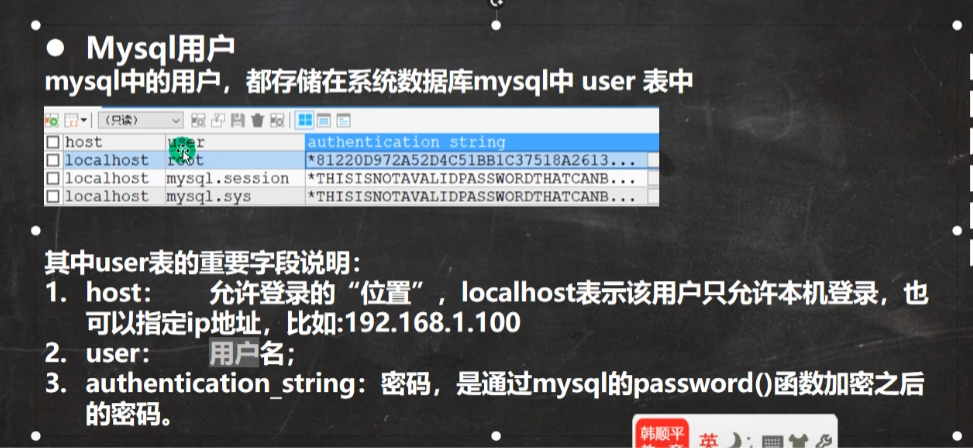 ● Mysql用户
mysql中的用户，都存储在系统数据库mysql中 user 表中
（只读）
host user authentication string
localhost root *81220D972A52D4C51BB1C37518A2613...
localhost mysql.session *THISISNOTAVALIDPASSWORDTHATCANB...
localhost mysql.sys *THISISNOTAVALIDPASSWORDTHATCANB...
其中user表的重要字段说明：
1. host： 允许登录的“位置”，localhost表示该用户只允许本机登录，也
可以指定ip地址，比如:192.168.1.100
2. user： 用户名；
3. authentication_string：密码，是通过mysql的password()函数加密之后
的密码。
韩顺平
英